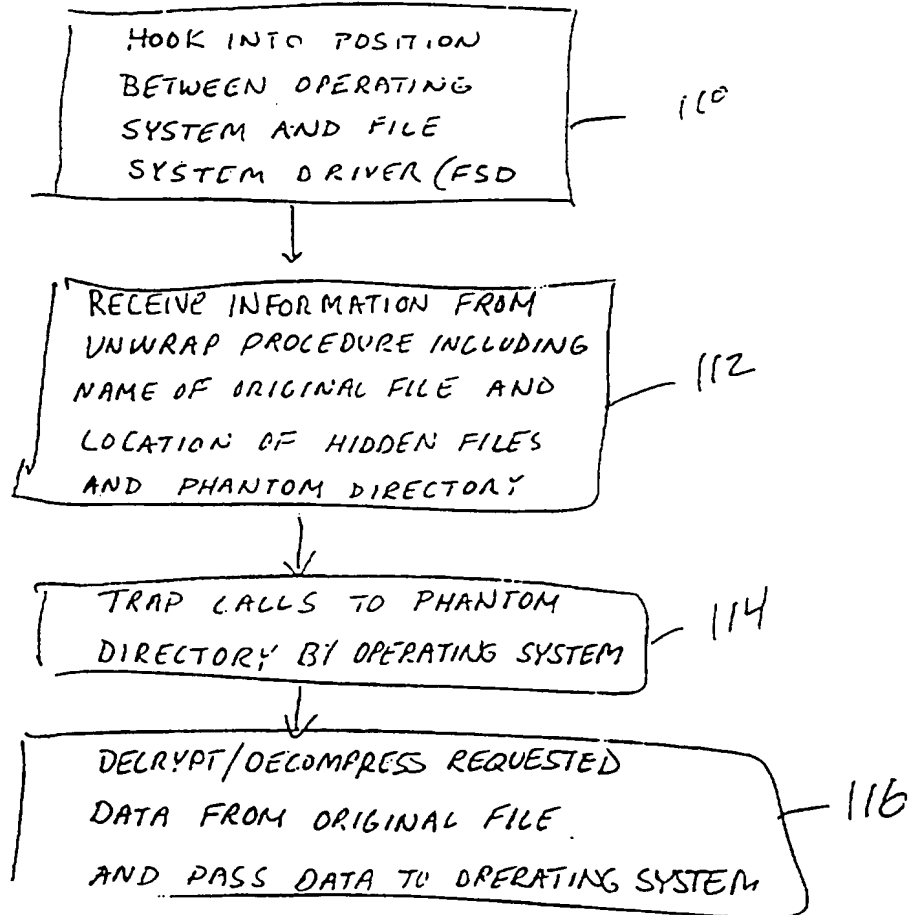 HOOK INTO POSITION
BETWEEN OPERATING
SYSTEM AND FILE
SYSTEM DRIVER (FSD
110
RECEIVE INFORMATION FROM
UNWRAP PROCEDURE INCLUDING
NAME OF ORIGINAL FILE AND
LOCATION OF HIDDEN FILES
AND PHANTOM DIRECTORY
112
TRAP CALLS TO PHANTOM
DIRECTORY BY OPERATING SYSTEM
114
DECRYPT/DECOMPRESS REQUESTED
DATA FROM ORIGINAL FILE
AND PASS DATA TO OPERATING SYSTEM
116